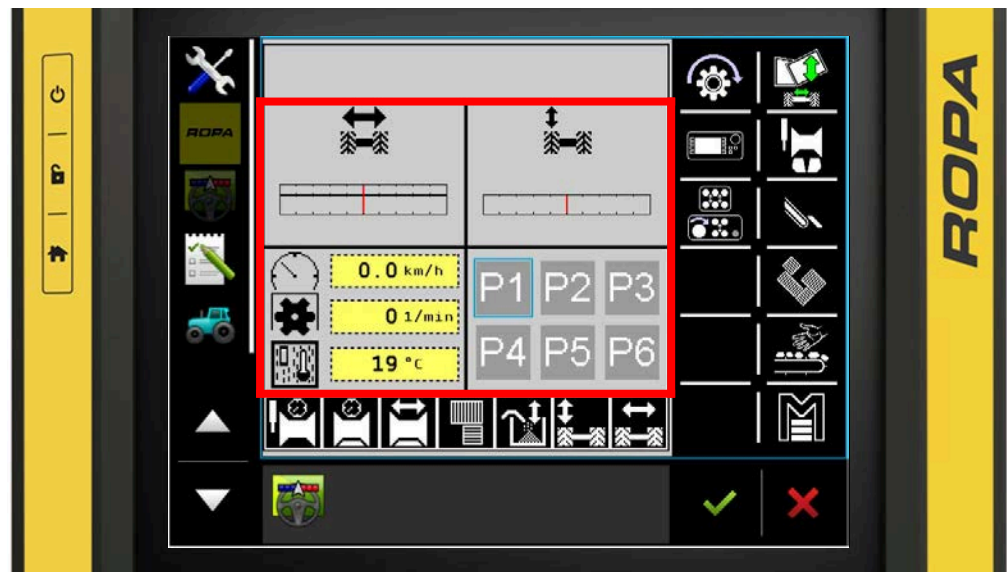 ROPA
ROPA
0.0 km/h
0 1/min
19 °C
P1 P2 P3
P4 P5 P6